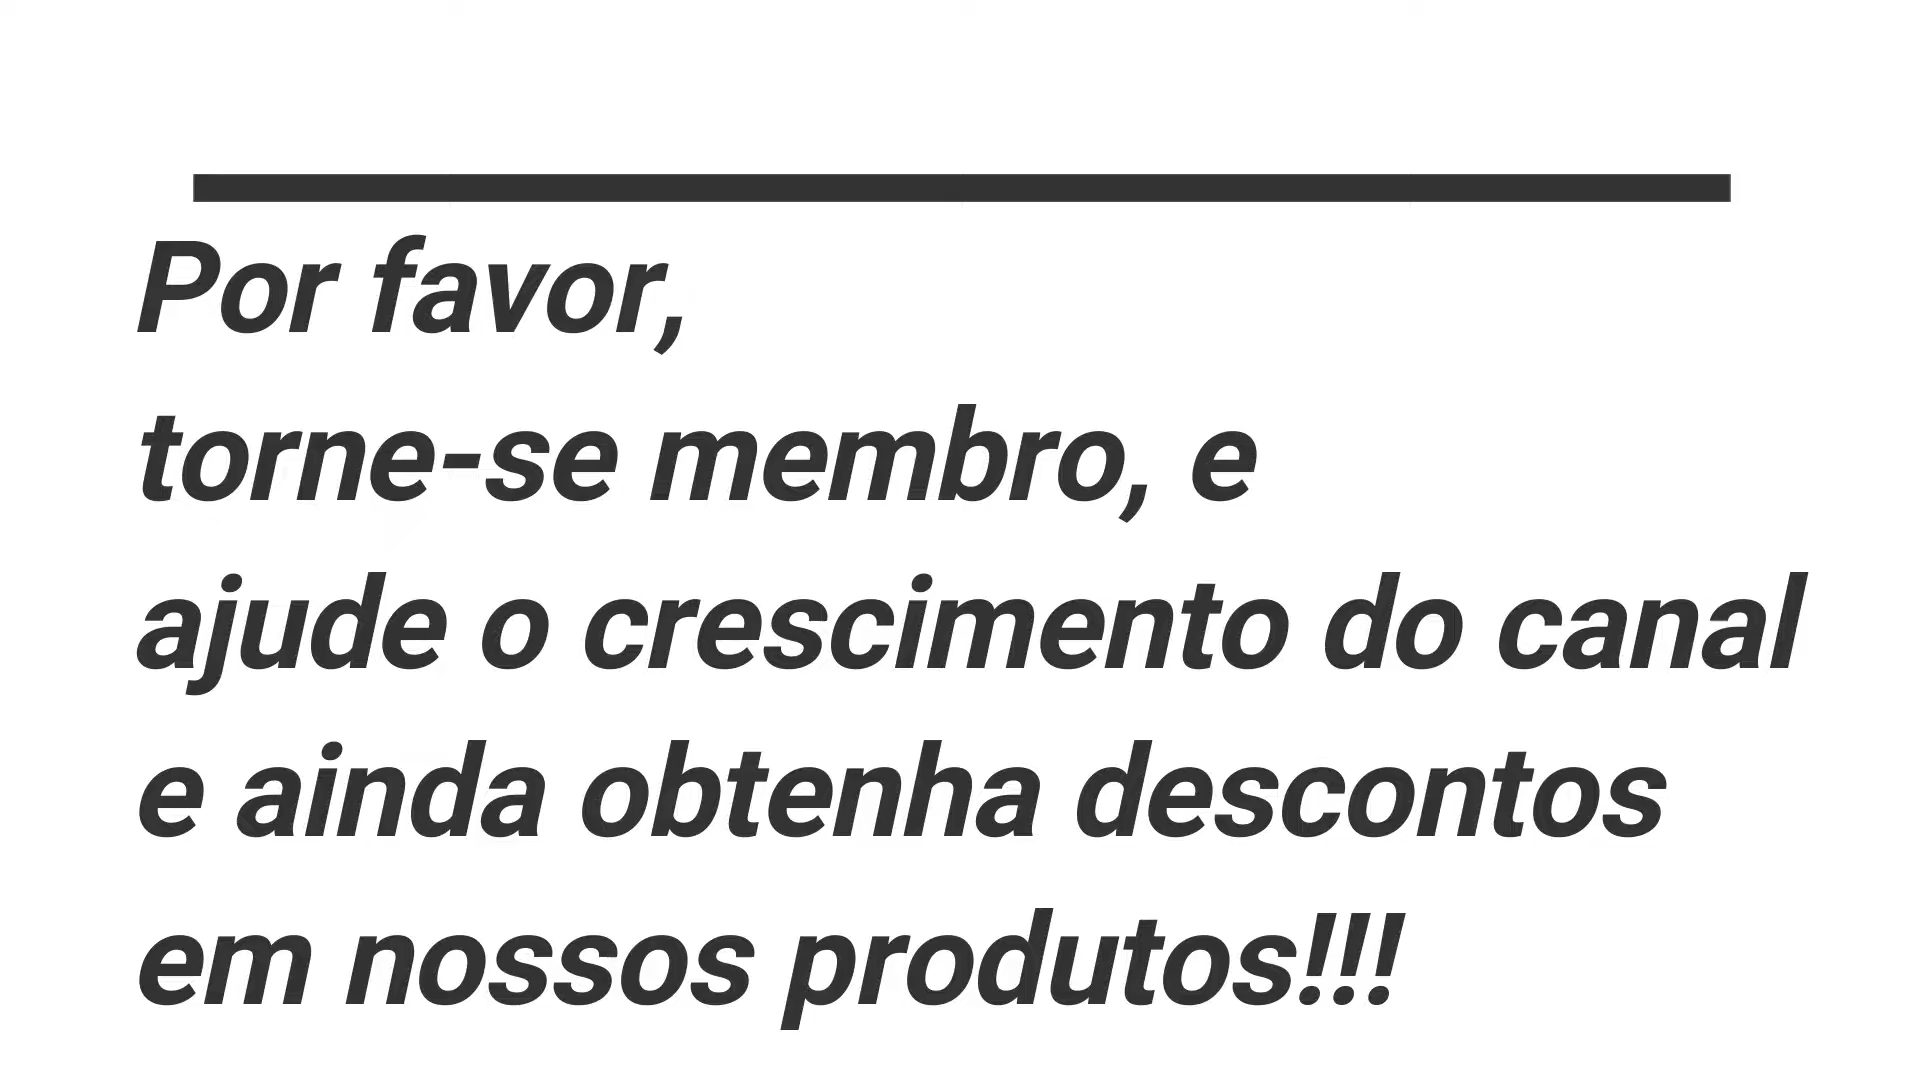 Por favor,
torne-se membro, e
ajude o crescimento do canal
e ainda obtenha descontos
em nossos produtos!!!